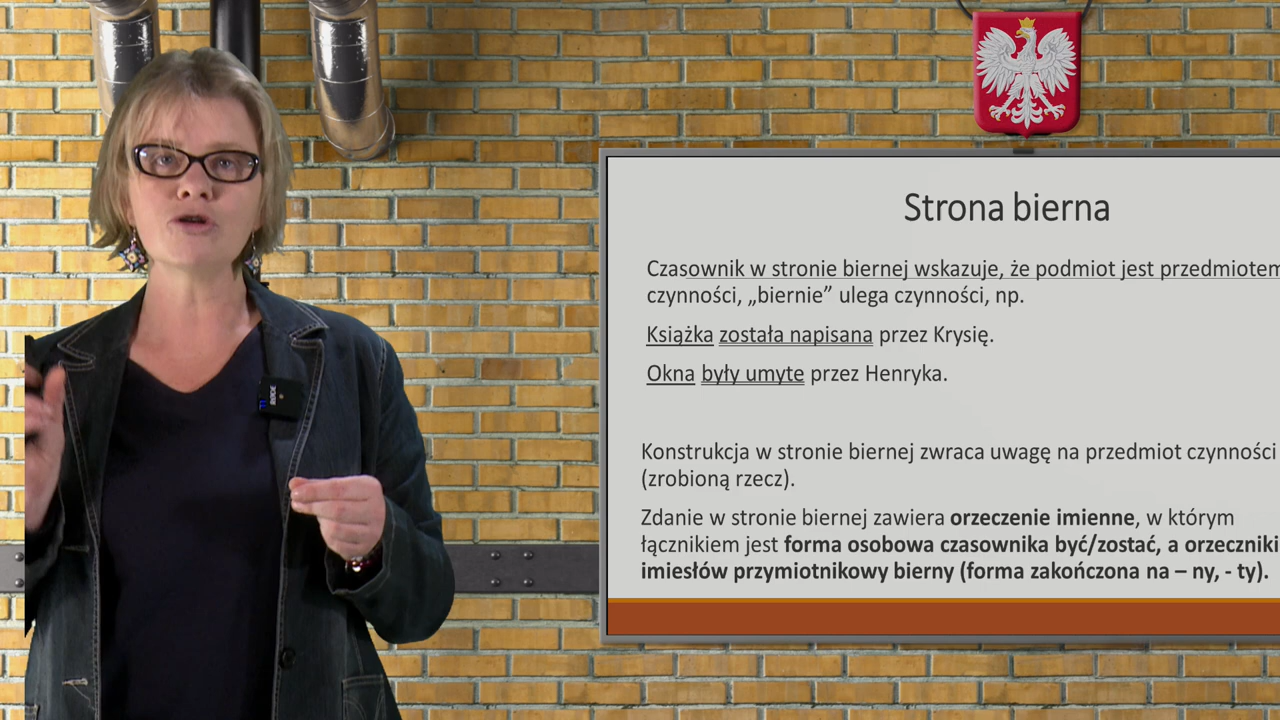 Strona bierna
Czasownik w stronie biernej wskazuje, że podmiot jest przedmiotem
czynności, „biernie” ulega czynności, np.
Książka została napisana przez Krysię.
Okna były umyte przez Henryka.
Konstrukcja w stronie biernej zwraca uwagę na przedmiot czynności
(zrobioną rzecz).
Zdanie w stronie biernej zawiera orzeczenie imienne, w którym
łącznikiem jest forma osobowa czasownika być/zostać, a orzeczniki
imiesłów przymiotnikowy bierny (forma zakończona na – ny, - ty).
RODE